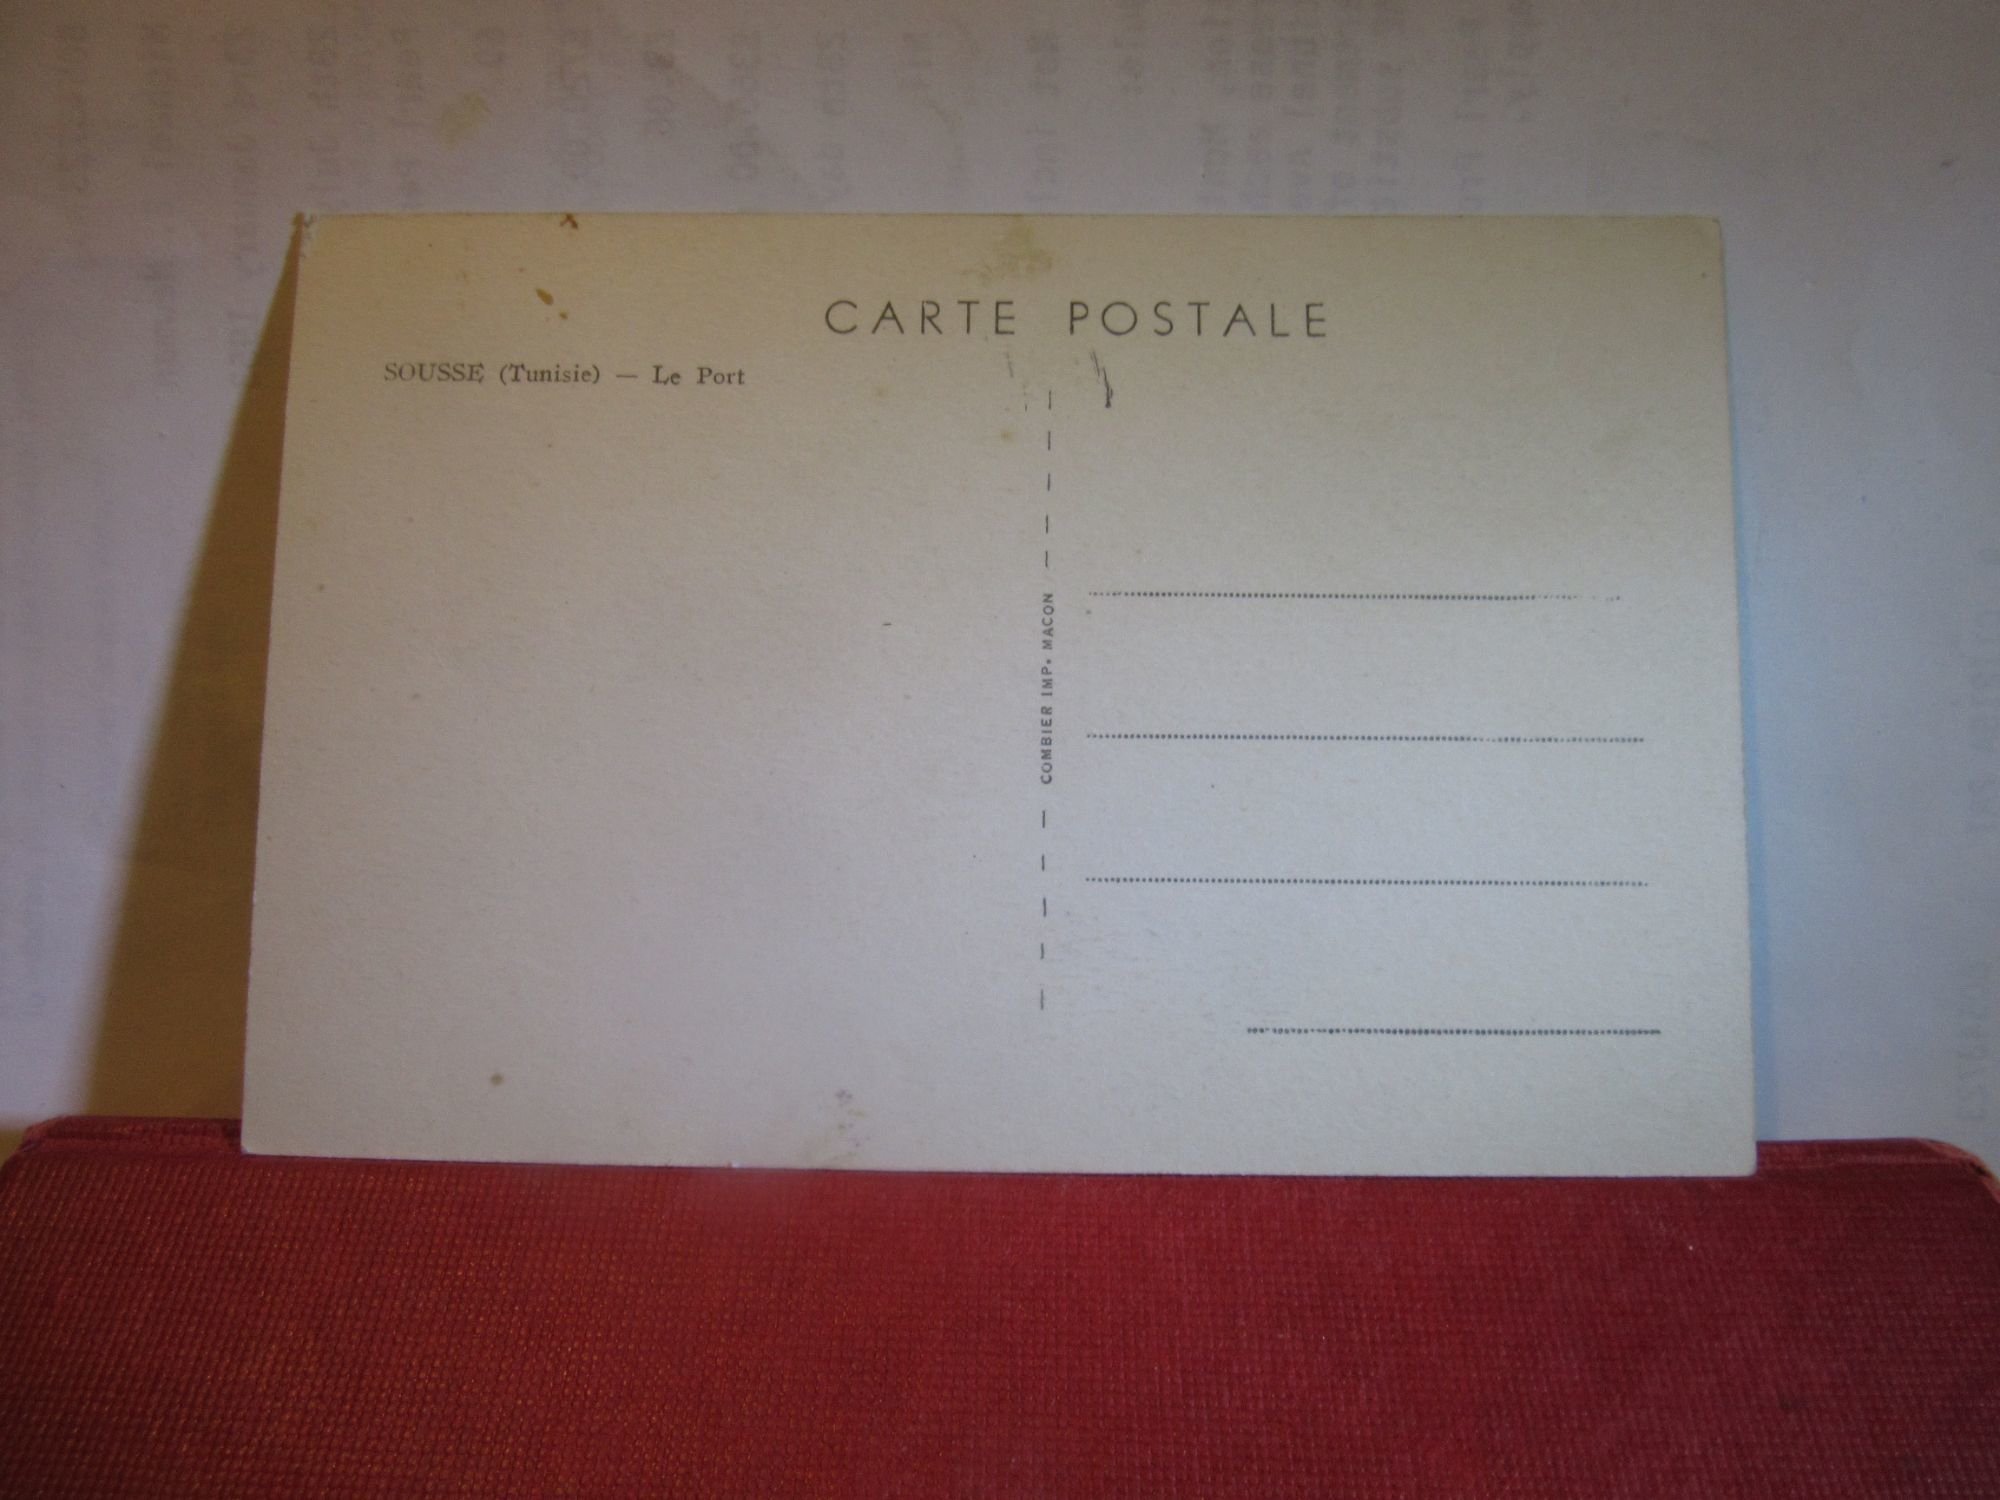 CARTE POSTALE
SOUSSE (Tunisie) — Le Port
COMBIER IMP. MACON